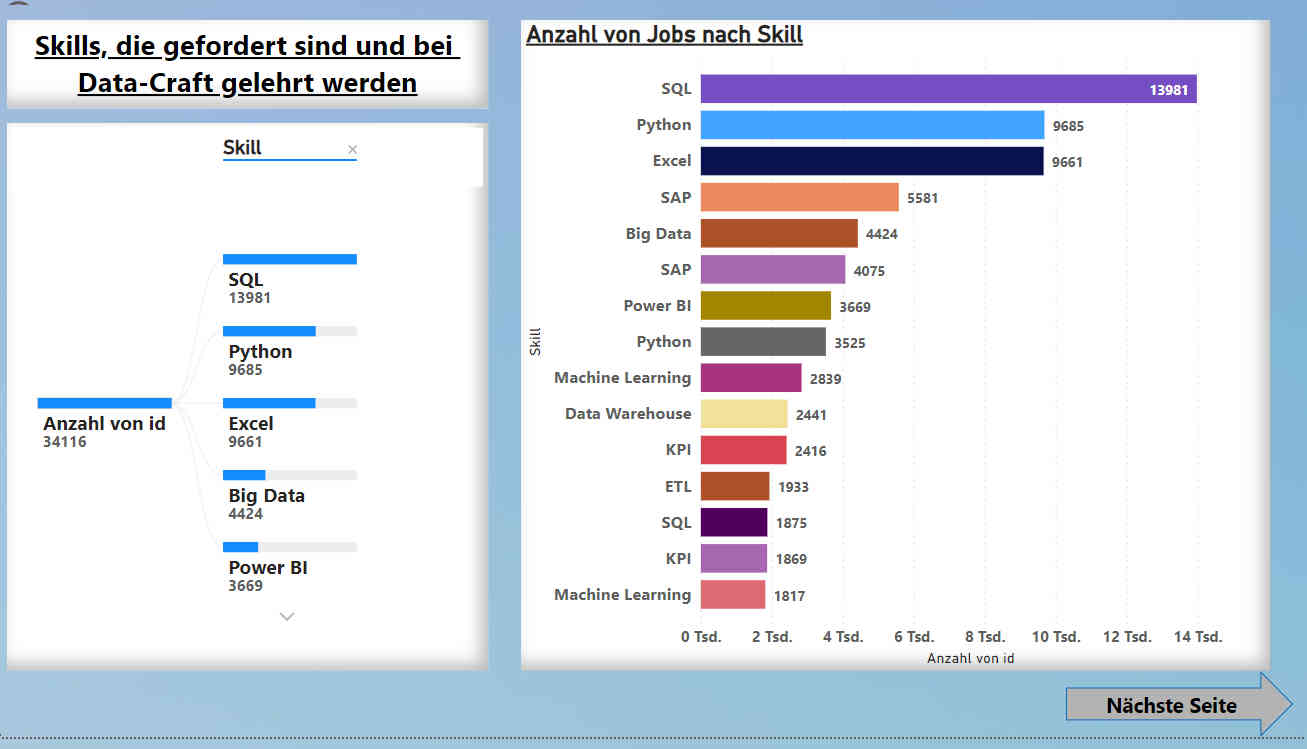 Skills, die gefordert sind und bei
Data-Craft gelehrt werden
Skill
×
SQL
13981
Python
9685
Anzahl von id
34116
Excel
9661
Big Data
4424
Power BI
3669
Anzahl von Jobs nach Skill
Skill
SQL 13981
Python 9685
Excel 9661
SAP 5581
Big Data 4424
SAP 4075
Power BI 3669
Python 3525
Machine Learning 2839
Data Warehouse 2441
KPI 2416
ETL 1933
SQL 1875
KPI 1869
Machine Learning 1817
0 Tsd. 2 Tsd. 4 Tsd. 6 Tsd. 8 Tsd. 10 Tsd. 12 Tsd. 14 Tsd.
Anzahl von id
Nächste Seite